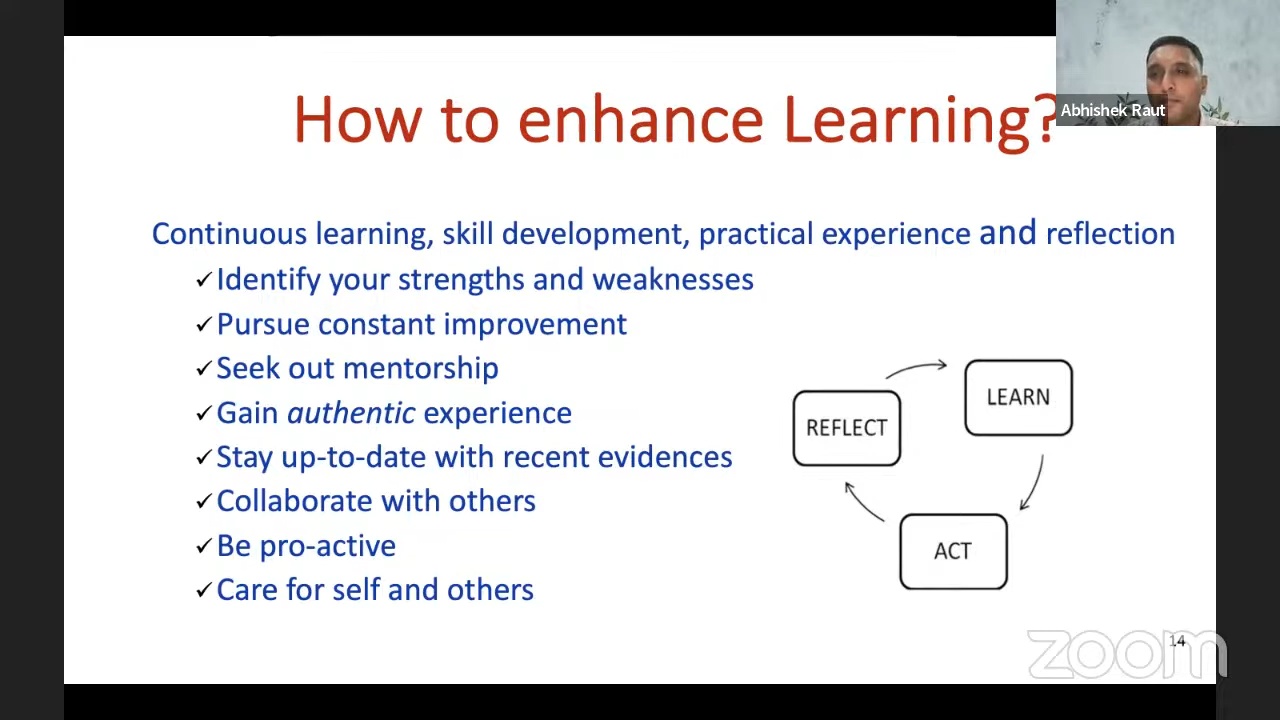 How to enhance Learning?
Abhishek Raut
Continuous learning, skill development, practical experience and reflection
✓Identify your strengths and weaknesses
✓Pursue constant improvement
✓Seek out mentorship
✓Gain authentic experience
✓Stay up-to-date with recent evidences
✓Collaborate with others
✓Be pro-active
✓Care for self and others
REFLECT
LEARN
ACT
14
zoom